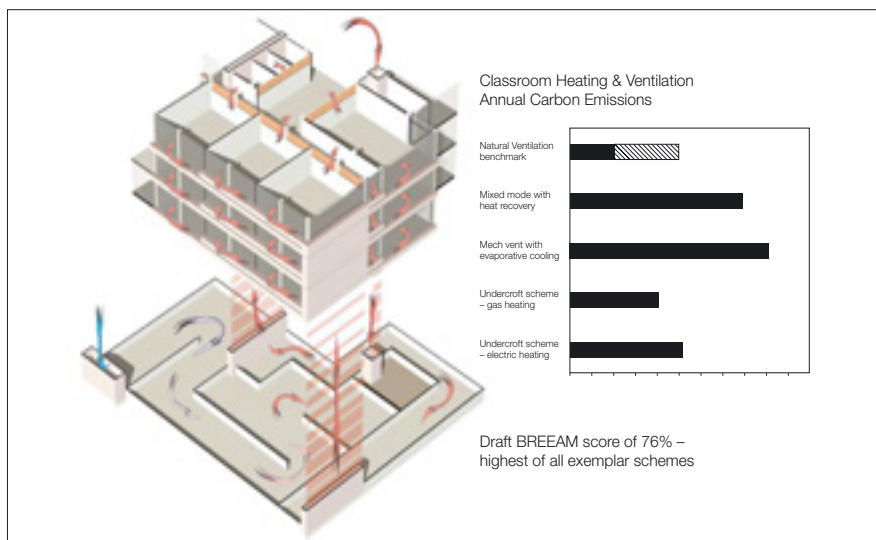 Classroom Heating & Ventilation
Annual Carbon Emissions
Natural Ventilation
benchmark
Mixed mode with
heat recovery
Mech vent with
evaporative cooling
Undercroft scheme
– gas heating
Undercroft scheme
– electric heating
Draft BREEAM score of 76% –
highest of all exemplar schemes